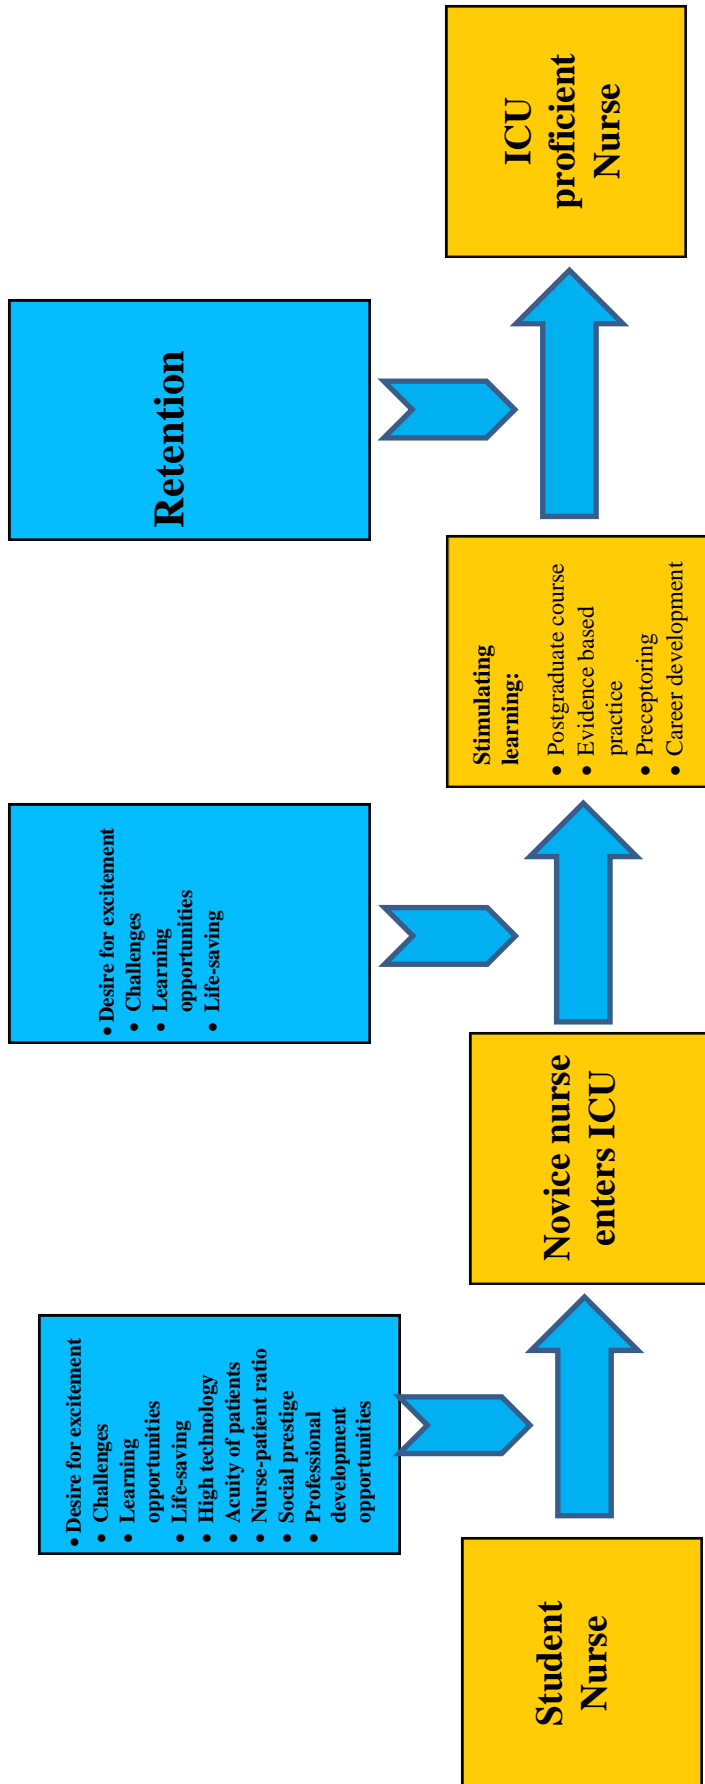 • Desire for excitement
• Challenges
• Learning
opportunities
• Life-saving
• High technology
• Acuity of patients
• Nurse-patient ratio
• Social prestige
• Professional
development
opportunities
• Desire for excitement
• Challenges
• Learning
opportunities
• Life-saving
Retention
Student
Nurse
Novice nurse
enters ICU
Stimulating
learning:
• Postgraduate course
• Evidence based
practice
• Preceptoring
• Career development
ICU
proficient
Nurse